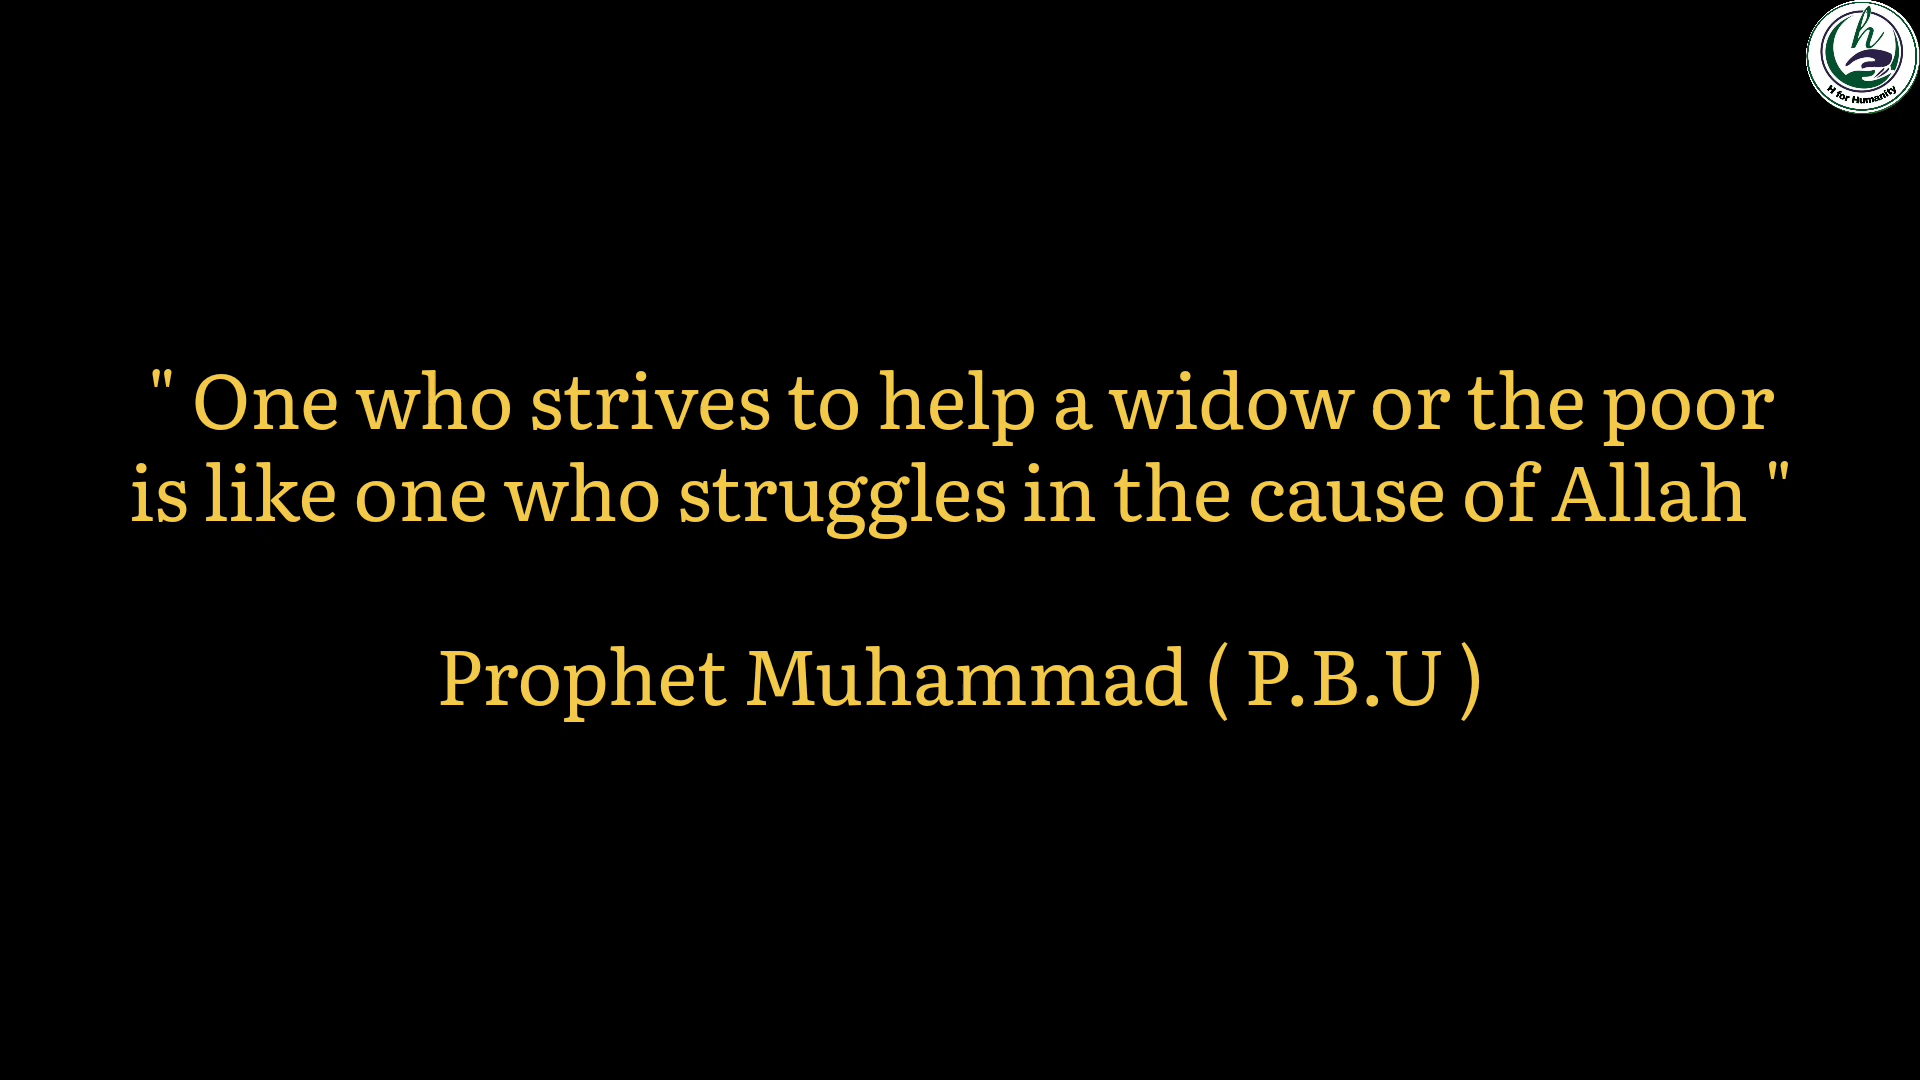 h
H for Humanity
" One who strives to help a widow or the poor
is like one who struggles in the cause of Allah "
Prophet Muhammad ( P.B.U )